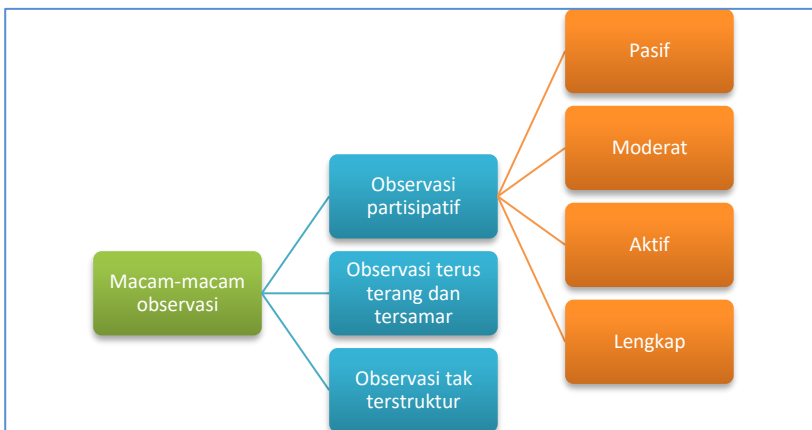 Macam-macam
observasi
Observasi
partisipatif
Pasif
Moderat
Aktif
Lengkap
Observasi terus
terang dan
tersamar
Observasi tak
terstruktur